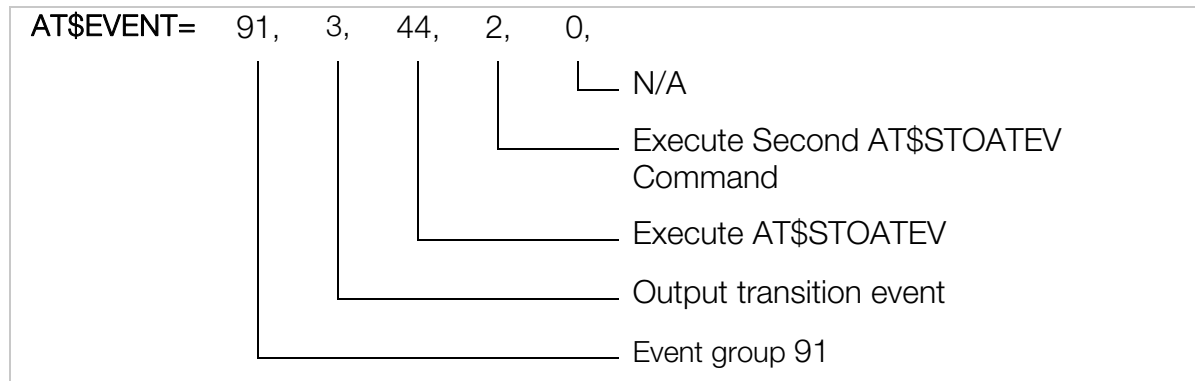 AT$EVENT= 91, 3, 44, 2, 0,
N/A
Execute Second AT$STOATEV
Command
Execute AT$STOATEV
Output transition event
Event group 91